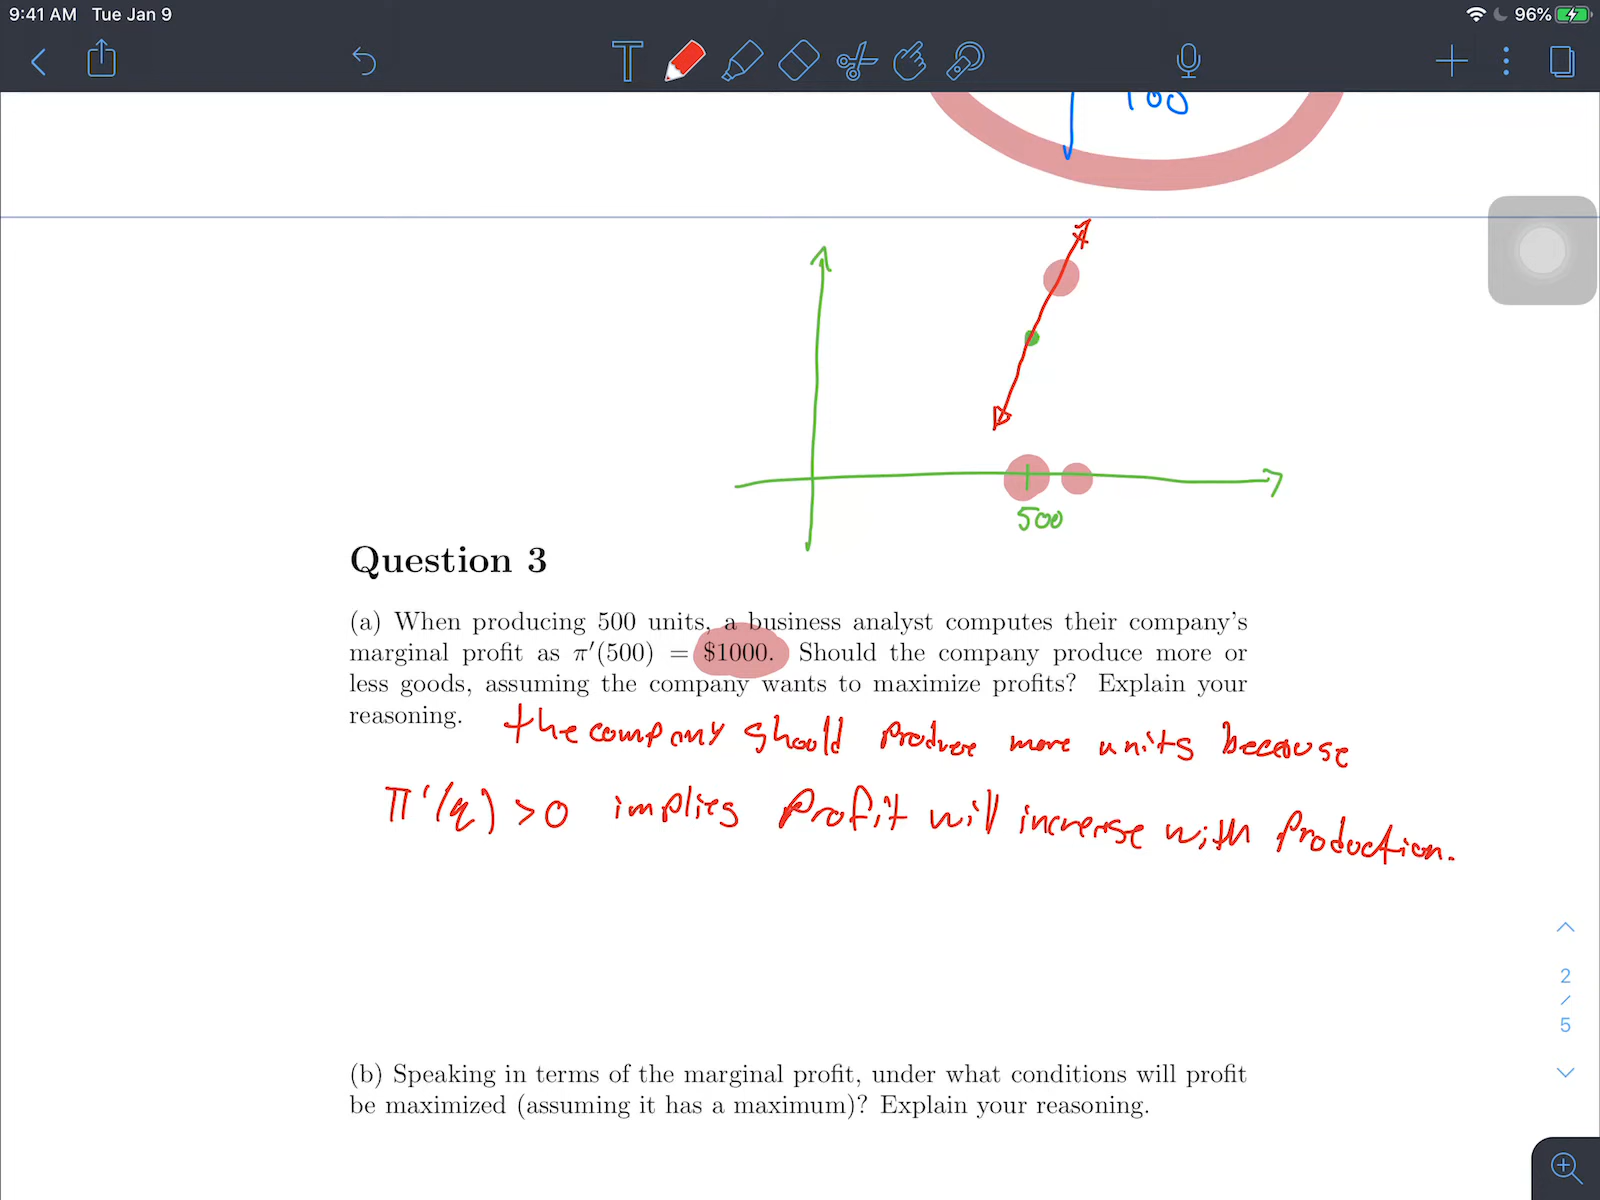 9:41 AM Tue Jan 9
96%
T
100
500
Question 3
(a) When producing 500 units, a business analyst computes their company's
marginal profit as π′(500) = $1000. Should the company produce more or
less goods, assuming the company wants to maximize profits? Explain your
reasoning.
the company should produce more units because
π'(q) >0 implies Profit will increase with Production.
2
/
5
(b) Speaking in terms of the marginal profit, under what conditions will profit
be maximized (assuming it has a maximum)? Explain your reasoning.